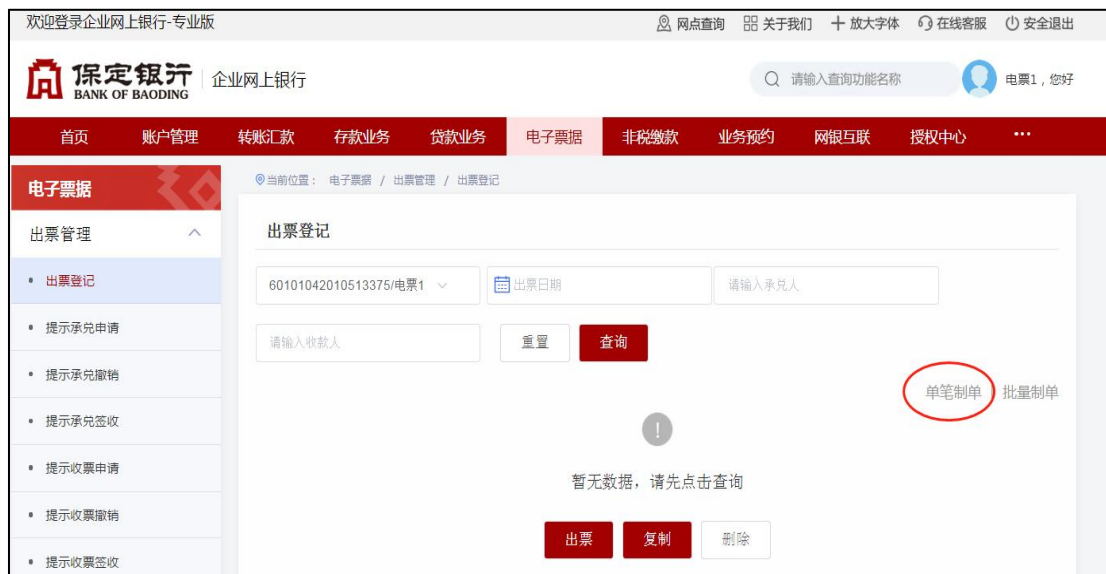 欢迎登录企业网上银行-专业版 网点查询 关于我们 放大字体 在线客服 安全退出
保定银行 企业网上银行 请输入查询功能名称 电票1，您好
BANK OF BAODING
首页 账户管理 转账汇款 存款业务 贷款业务 电子票据 非税缴款 业务预约 网银互联 授权中心 •••
电子票据
当前位置： 电子票据 / 出票管理 / 出票登记
出票管理
出票登记
出票登记
60101042010513375/电票1 出票日期 请输入承兑人
提示承兑申请
请输入收款人 重置 查询
提示承兑撤销
单笔制单 | 批量制单
提示承兑签收
提示收票申请
暂无数据，请先点击查询
提示收票撤销
出票 复制 删除
提示收票签收